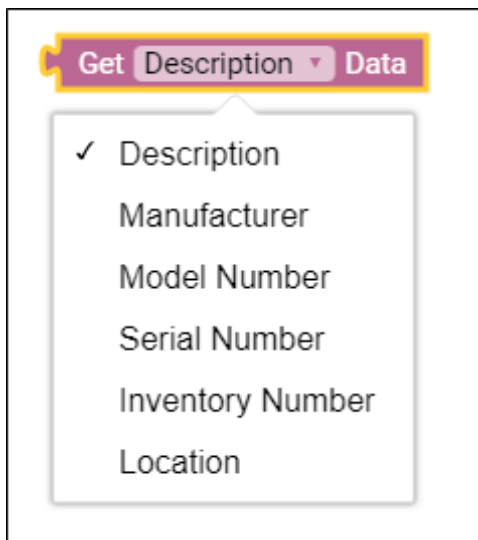 Get Description Data
Description
Manufacturer
Model Number
Serial Number
Inventory Number
Location